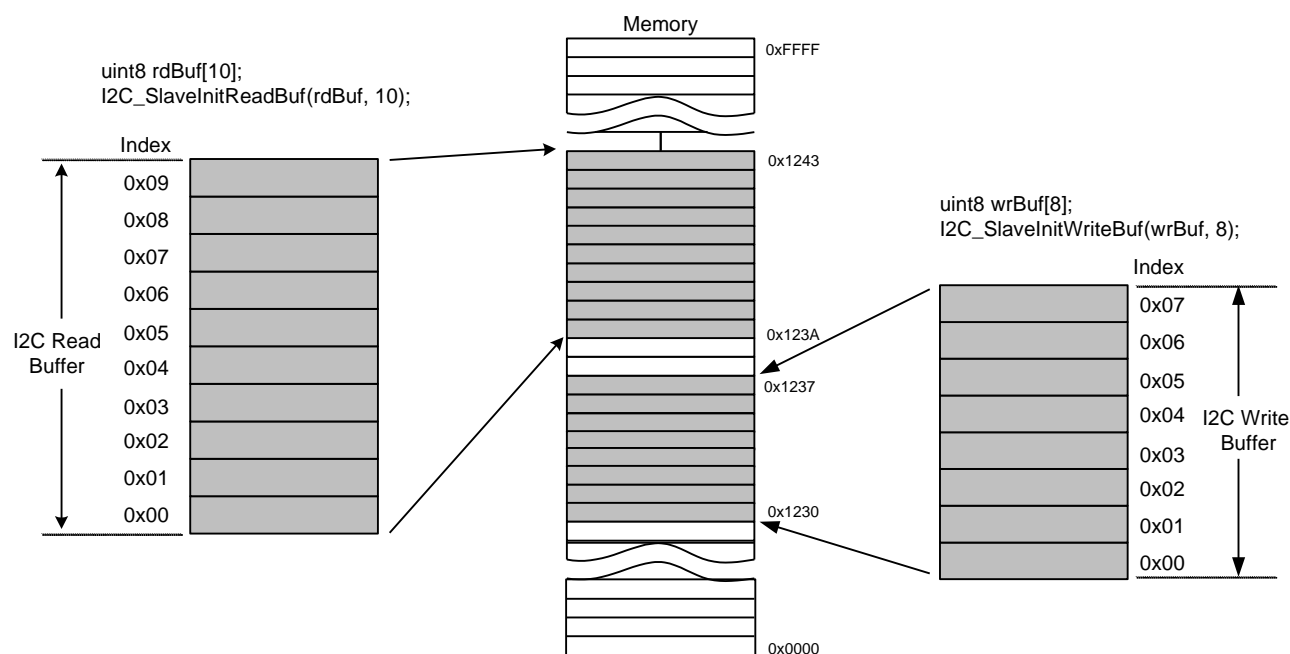 Memory
0xFFFF
uint8 rdBuf[10];
I2C_SlaveInitReadBuf(rdBuf, 10);
Index
0x09
0x08
0x07
0x06
0x05
0x04
0x03
0x02
0x01
0x00
I2C Read
Buffer
0x1243
0x123A
0x1237
0x1230
0x0000
uint8 wrBuf[8];
I2C_SlaveInitWriteBuf(wrBuf, 8);
Index
0x07
0x06
0x05
0x04
0x03
0x02
0x01
0x00
I2C Write
Buffer